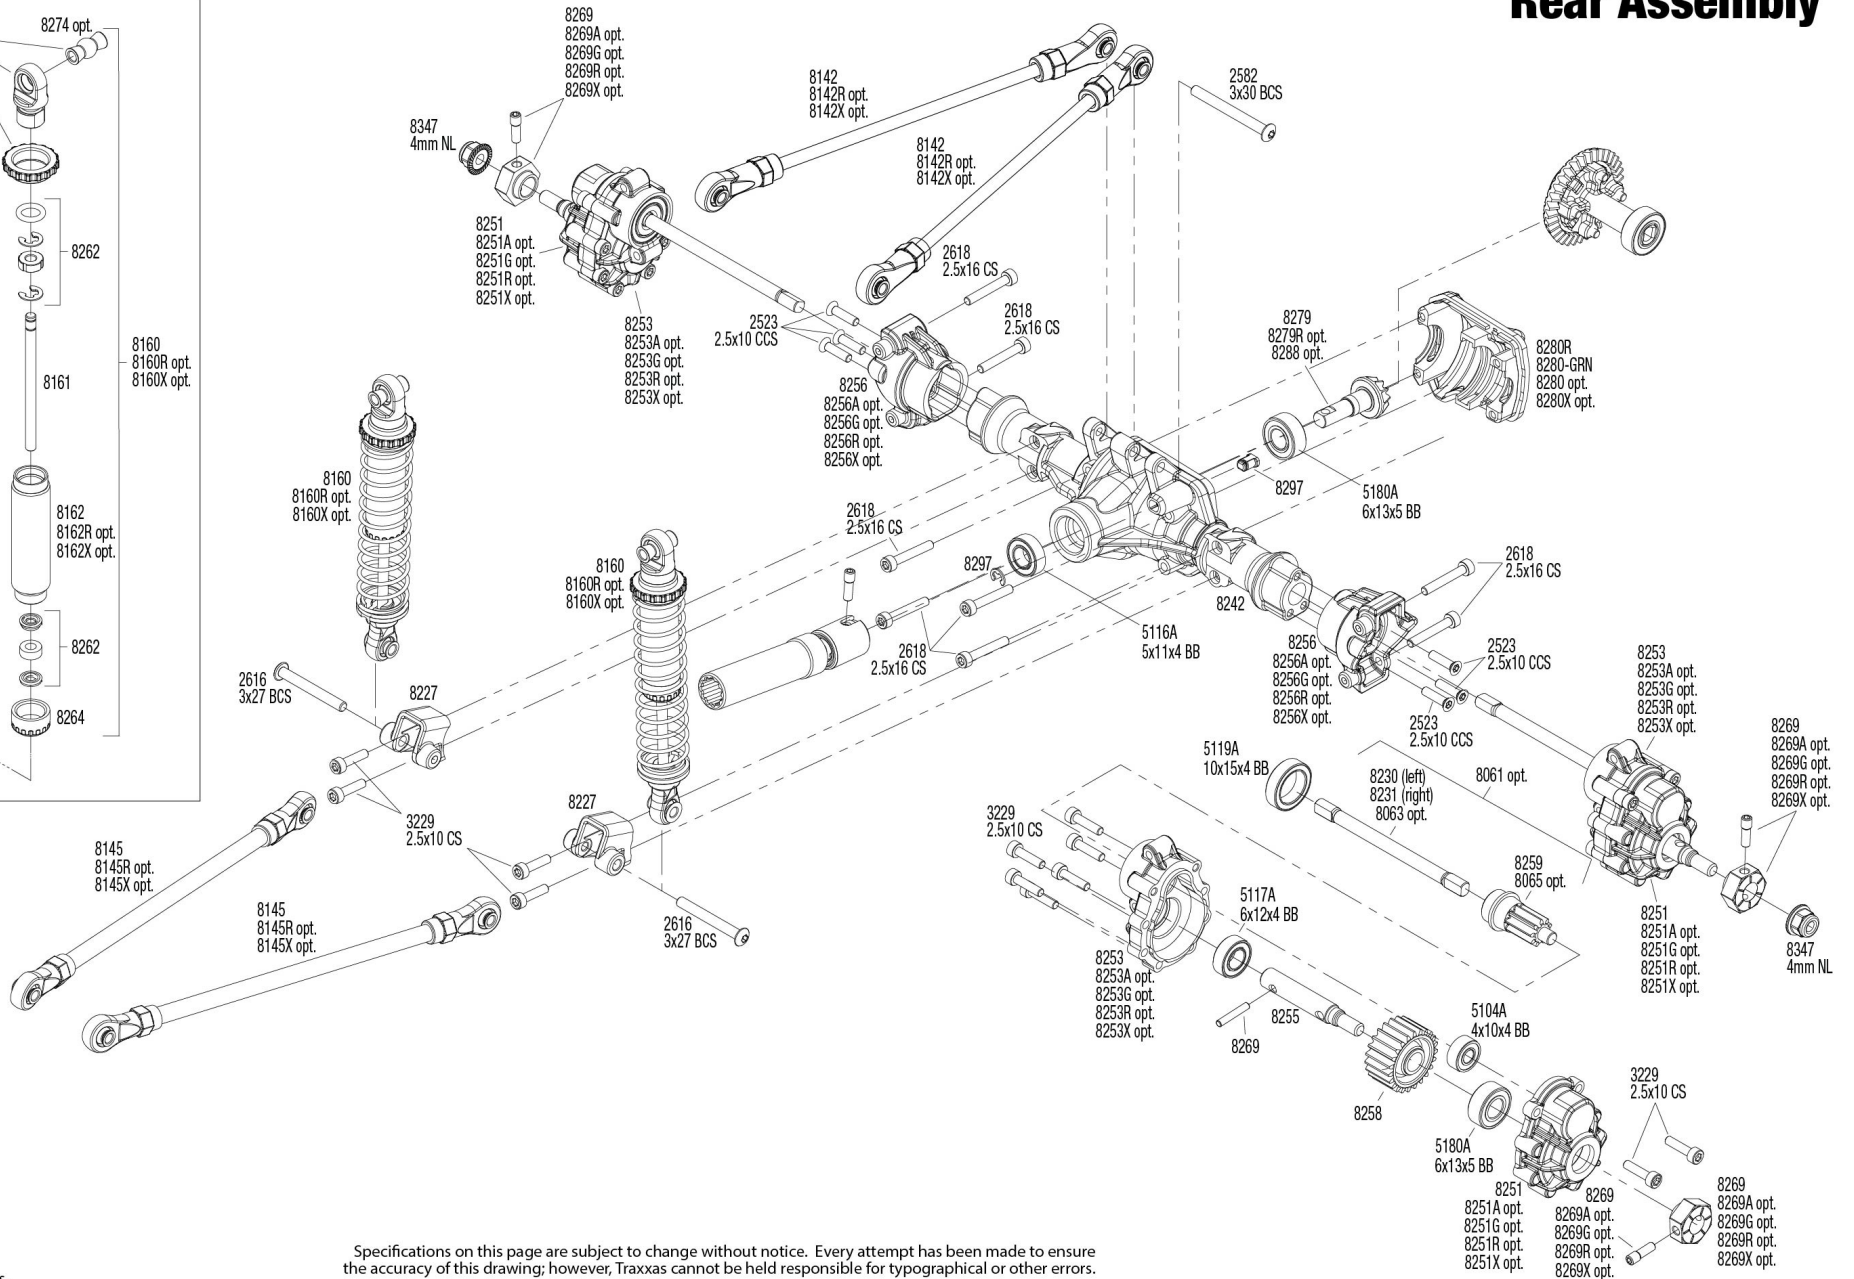 Rear Assembly
8274 opt.
8262
8161
8160
8160R opt.
8160X opt.
8162
8162R opt.
8162X opt.
8262
8264
8269
8269A opt.
8269G opt.
8269R opt.
8269X opt.
8347
4mm NL
8251
8251A opt.
8251G opt.
8251R opt.
8251X opt.
8253
8253A opt.
8253G opt.
8253R opt.
8253X opt.
8142
8142R opt.
8142X opt.
8142
8142R opt.
8142X opt.
2582
3x30 BCS
2618
2.5x16 CS
2618
2.5x16 CS
2523
2.5x10 CCS
8256
8256A opt.
8256G opt.
8256R opt.
8256X opt.
8279
8279R opt.
8288 opt.
8280R
8280-GRN
8280 opt.
8280X opt.
8297
5180A
6x13x5 BB
8160
8160R opt.
8160X opt.
8160
8160R opt.
8160X opt.
2618
2.5x16 CS
8297
2618
2.5x16 CS
5116A
5x11x4 BB
8242
2618
2.5x16 CS
8256
8256A opt.
8256G opt.
8256R opt.
8256X opt.
2523
2.5x10 CCS
2523
2.5x10 CCS
8253
8253A opt.
8253G opt.
8253R opt.
8253X opt.
8269
8269A opt.
8269G opt.
8269R opt.
8269X opt.
2616
3x27 BCS
8227
3229
2.5x10 CS
8227
2616
3x27 BCS
8145
8145R opt.
8145X opt.
8145
8145R opt.
8145X opt.
5119A
10x15x4 BB
8230 (left)
8231 (right)
8063 opt.
8061 opt.
8259
8065 opt.
3229
2.5x10 CS
5117A
6x12x4 BB
8253
8253A opt.
8253G opt.
8253R opt.
8253X opt.
8255
8269
8258
5104A
4x10x4 BB
8251
8251A opt.
8251G opt.
8251R opt.
8251X opt.
8347
4mm NL
5180A
6x13x5 BB
3229
2.5x10 CS
8251
8251A opt.
8251G opt.
8251R opt.
8251X opt.
8269
8269A opt.
8269G opt.
8269R opt.
8269X opt.
8269
8269A opt.
8269G opt.
8269R opt.
8269X opt.
Specifications on this page are subject to change without notice.  Every attempt has been made to ensure
the accuracy of this drawing; however, Traxxas cannot be held responsible for typographical or other errors.